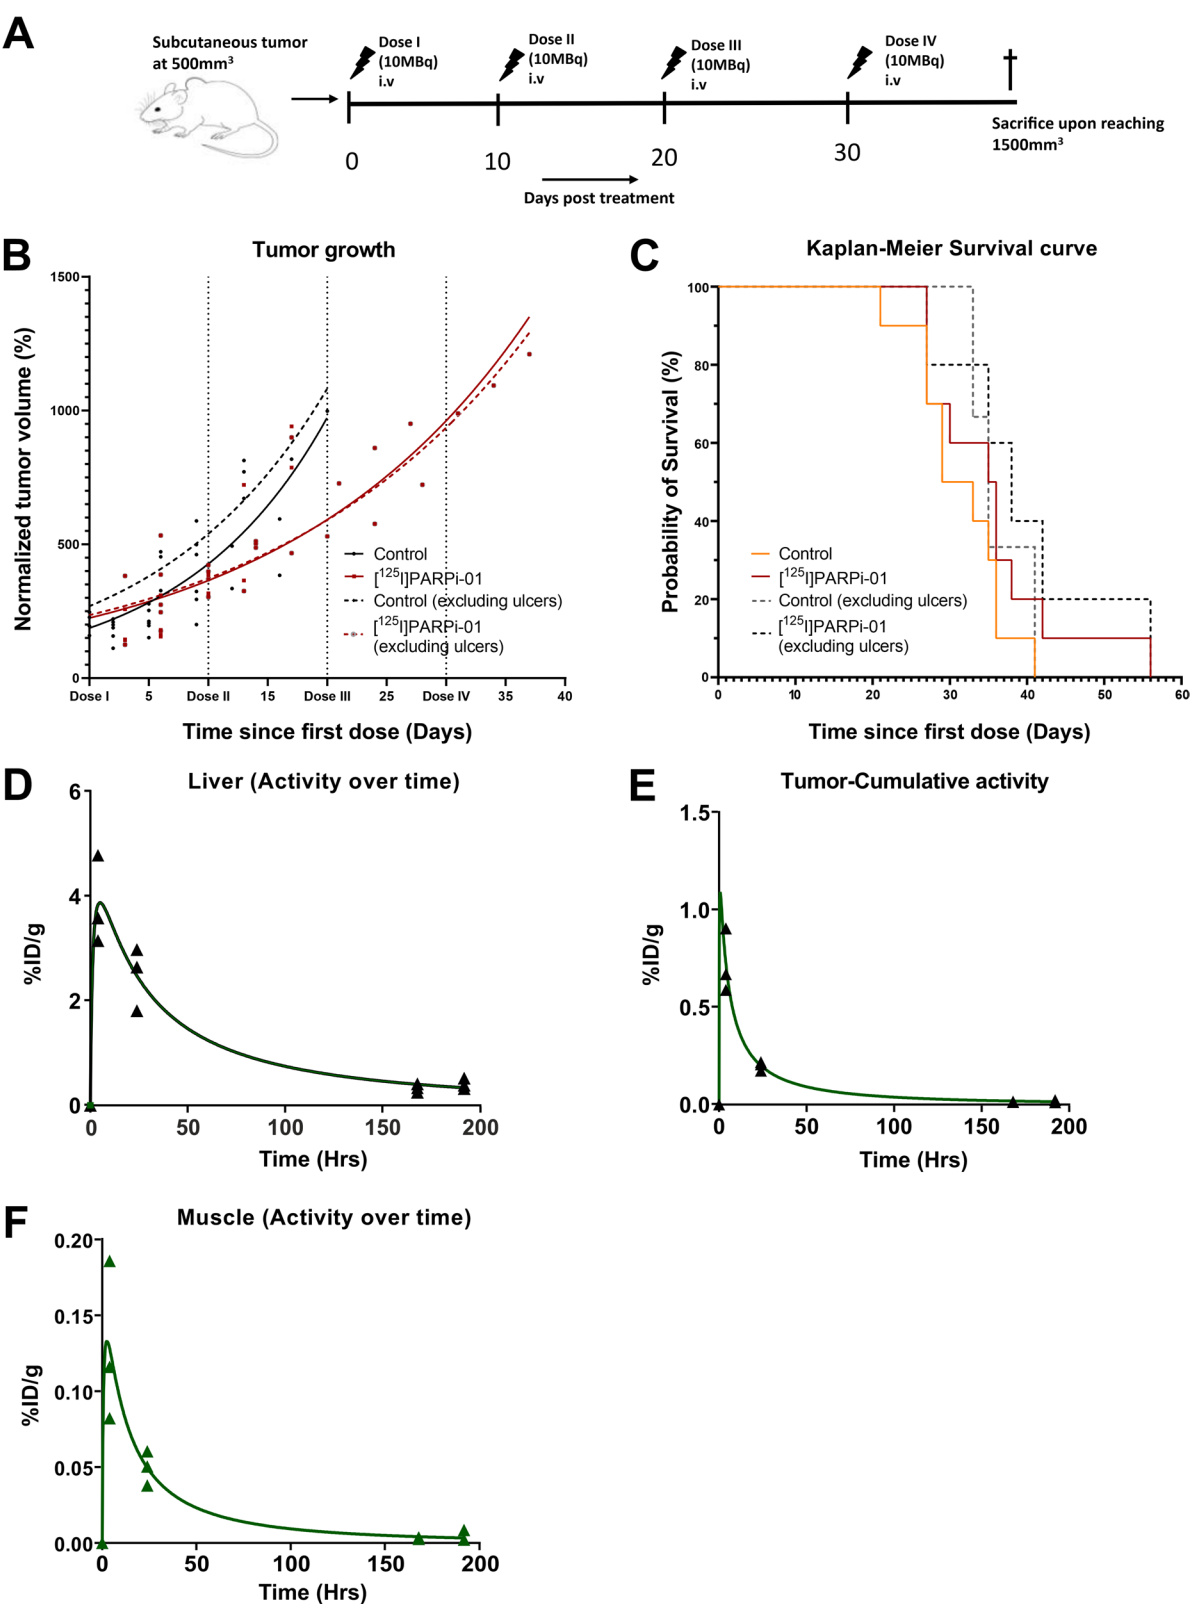 A
Subcutaneous tumor
at 500mm³
Dose I
(10MBq)
i.v
Dose II
(10MBq)
i.v
Dose III
(10MBq)
i.v
Dose IV
(10MBq)
i.v
0
10
20
30
Days post treatment
Sacrifice upon reaching
1500mm³
B
Tumor growth
Normalized tumor volume (%)
1500
1000
500
0
Control
[¹²⁵I]PARPi-01
Control (excluding ulcers)
[¹²⁵I]PARPi-01
(excluding ulcers)
Dose I 5 Dose II 15 Dose III 25 Dose IV 35 40
Time since first dose (Days)
C
Kaplan-Meier Survival curve
Probability of Survival (%)
100
80
60
40
20
0
Control
[¹²⁵I]PARPi-01
Control (excluding ulcers)
[¹²⁵I]PARPi-01
(excluding ulcers)
0 10 20 30 40 50 60
Time since first dose (Days)
D
Liver (Activity over time)
%ID/g
6
4
2
0
0 50 100 150 200
Time (Hrs)
E
Tumor-Cumulative activity
%ID/g
1.5
1.0
0.5
0.0
0 50 100 150 200
Time (Hrs)
F
Muscle (Activity over time)
%ID/g
0.20
0.15
0.10
0.05
0.00
0 50 100 150 200
Time (Hrs)